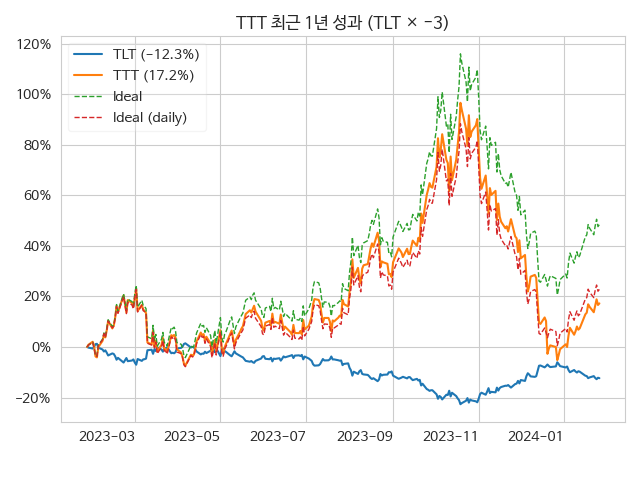 TTT 최근 1년 성과 (TLT × −3)
TLT (−12.3%)
TTT (17.2%)
Ideal
Ideal (daily)
120%
100%
80%
60%
40%
20%
0%
−20%
2023−03
2023−05
2023−07
2023−09
2023−11
2024−01